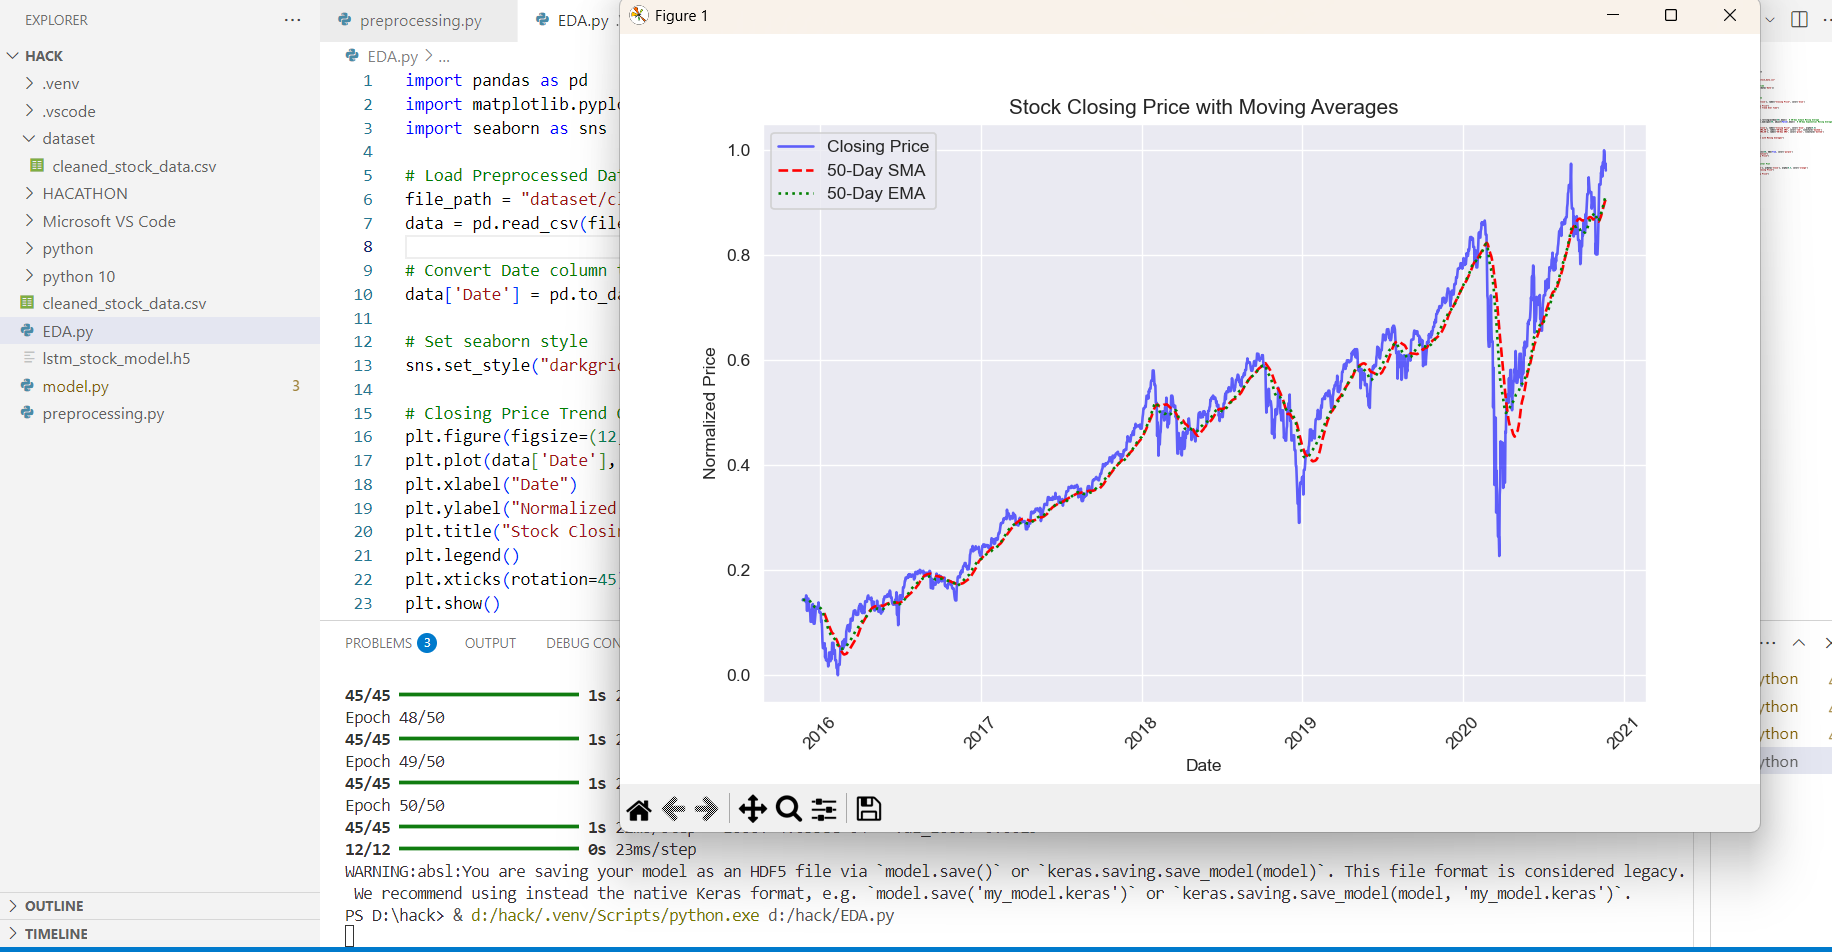 EXPLORER
HACK
.venv
.vscode
dataset
cleaned_stock_data.csv
HACATHON
Microsoft VS Code
python
python 10
cleaned_stock_data.csv
EDA.py
lstm_stock_model.h5
model.py 3
preprocessing.py
OUTLINE
TIMELINE
preprocessing.py
EDA.py
EDA.py > ...
1 import pandas as pd
2 import matplotlib.pyplo
3 import seaborn as sns
4
5 # Load Preprocessed Da
6 file_path = "dataset/c
7 data = pd.read_csv(file
8
9 # Convert Date column
10 data['Date'] = pd.to_da
11
12 # Set seaborn style
13 sns.set_style("darkgri
14
15 # Closing Price Trend
16 plt.figure(figsize=(12
17 plt.plot(data['Date'],
18 plt.xlabel("Date")
19 plt.ylabel("Normalized
20 plt.title("Stock Closi
21 plt.legend()
22 plt.xticks(rotation=45
23 plt.show()
Figure 1
Stock Closing Price with Moving Averages
Closing Price
50-Day SMA
50-Day EMA
1.0
0.8
0.6
0.4
0.2
0.0
Normalized Price
2016
2017
2018
2019
2020
2021
Date
PROBLEMS 3
OUTPUT
DEBUG CON
45/45 1s
Epoch 48/50
45/45 1s
Epoch 49/50
45/45 1s
Epoch 50/50
45/45 1s
12/12 0s 23ms/step
WARNING:absl:You are saving your model as an HDF5 file via `model.save()` or `keras.saving.save_model(model)`. This file format is considered legacy.
We recommend using instead the native Keras format, e.g. `model.save('my_model.keras')` or `keras.saving.save_model(model, 'my_model.keras')`.
PS D:\hack> & d:/hack/.venv/Scripts/python.exe d:/hack/EDA.py
ython
ython
ython
ython